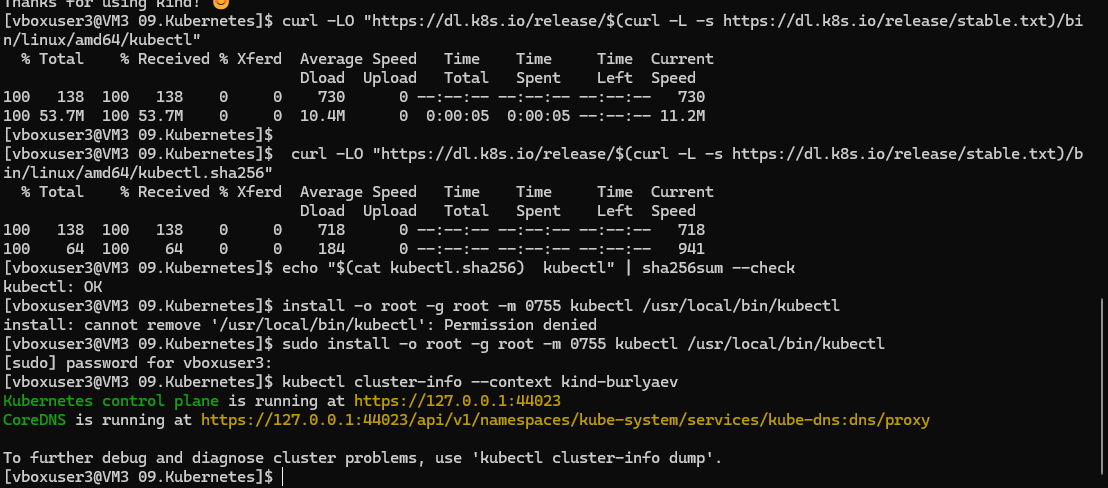 Thanks for using kind! 😊
[vboxuser3@VM3 09.Kubernetes]$ curl -LO "https://dl.k8s.io/release/$(curl -L -s https://dl.k8s.io/release/stable.txt)/bi
n/linux/amd64/kubectl"
  % Total    % Received % Xferd  Average Speed   Time    Time     Time  Current
                                 Dload  Upload   Total   Spent    Left  Speed
100   138  100   138    0     0    730      0 --:--:-- --:--:-- --:--:--   730
100 53.7M  100 53.7M    0     0  10.4M      0  0:00:05  0:00:05 --:--:-- 11.2M
[vboxuser3@VM3 09.Kubernetes]$
[vboxuser3@VM3 09.Kubernetes]$  curl -LO "https://dl.k8s.io/release/$(curl -L -s https://dl.k8s.io/release/stable.txt)/b
in/linux/amd64/kubectl.sha256"
  % Total    % Received % Xferd  Average Speed   Time    Time     Time  Current
                                 Dload  Upload   Total   Spent    Left  Speed
100   138  100   138    0     0    718      0 --:--:-- --:--:-- --:--:--   718
100    64  100    64    0     0    184      0 --:--:-- --:--:-- --:--:--   941
[vboxuser3@VM3 09.Kubernetes]$ echo "$(cat kubectl.sha256)  kubectl" | sha256sum --check
kubectl: OK
[vboxuser3@VM3 09.Kubernetes]$ install -o root -g root -m 0755 kubectl /usr/local/bin/kubectl
install: cannot remove '/usr/local/bin/kubectl': Permission denied
[vboxuser3@VM3 09.Kubernetes]$ sudo install -o root -g root -m 0755 kubectl /usr/local/bin/kubectl
[sudo] password for vboxuser3:
[vboxuser3@VM3 09.Kubernetes]$ kubectl cluster-info --context kind-burlyaev
Kubernetes control plane is running at https://127.0.0.1:44023
CoreDNS is running at https://127.0.0.1:44023/api/v1/namespaces/kube-system/services/kube-dns:dns/proxy

To further debug and diagnose cluster problems, use 'kubectl cluster-info dump'.
[vboxuser3@VM3 09.Kubernetes]$